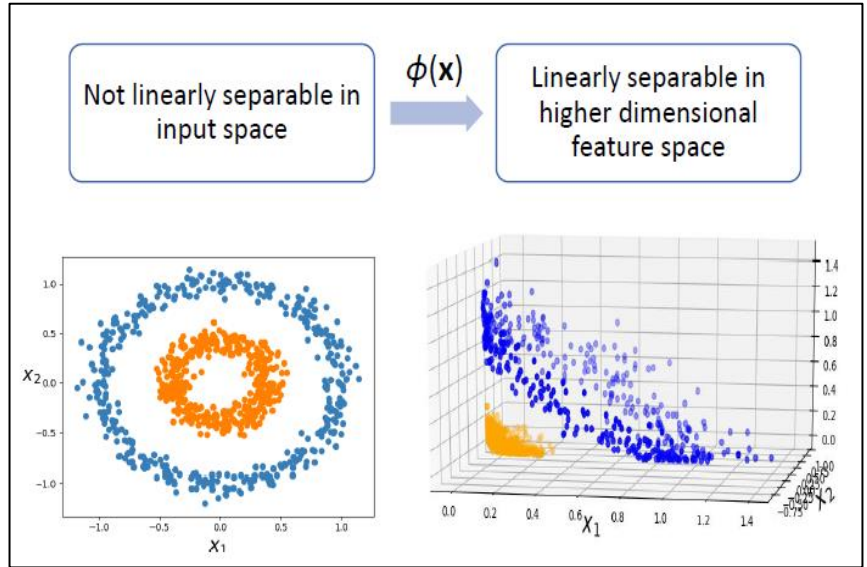 Not linearly separable in
input space
ϕ(x)
Linearly separable in
higher dimensional
feature space
1.0
0.5
0.0
−0.5
−1.0
x₂
−1.0 −0.5 0.0 0.5 1.0
x₁
1.4
1.2
1.0
0.8
0.6
0.4
0.2
0.0
0.0 0.2 0.4 0.6 0.8 1.0 1.2 1.4
X₁
X₂
1.00
−0.75